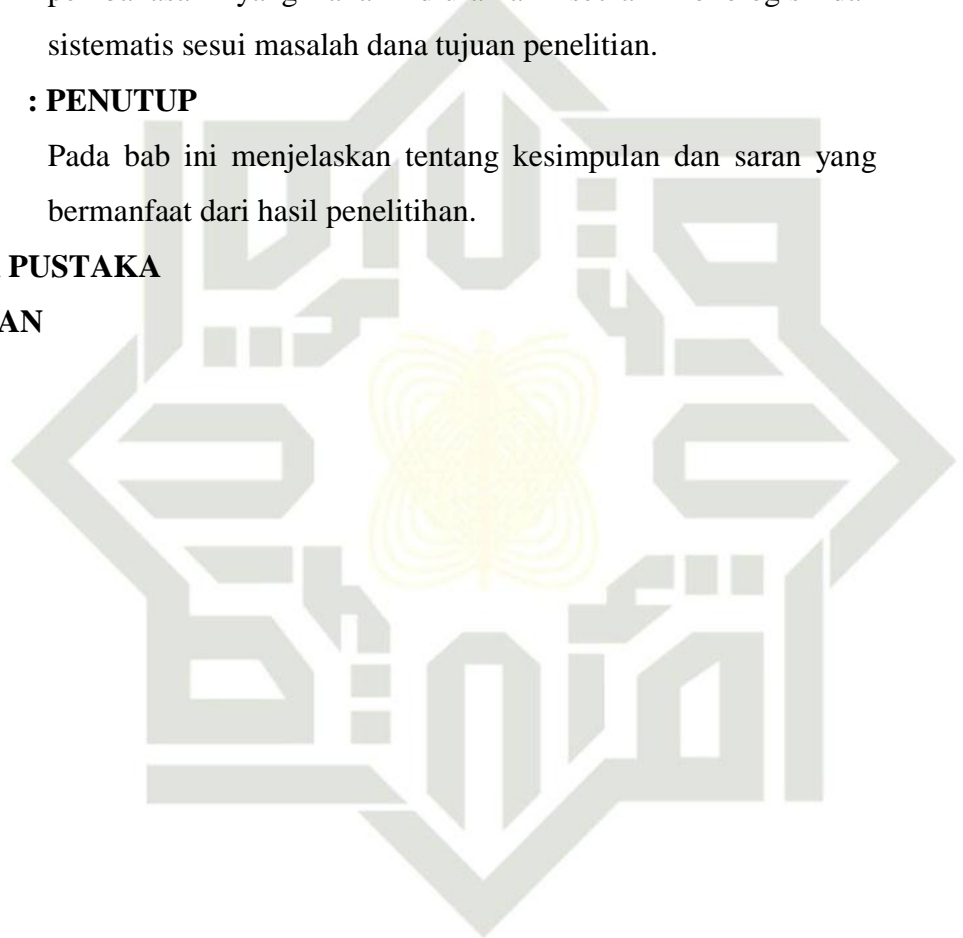 sistematis sesui masalah dana tujuan penelitian.
: PENUTUP
Pada bab ini menjelaskan tentang kesimpulan dan saran yang
bermanfaat dari hasil penelitihan.
PUSTAKA
AN